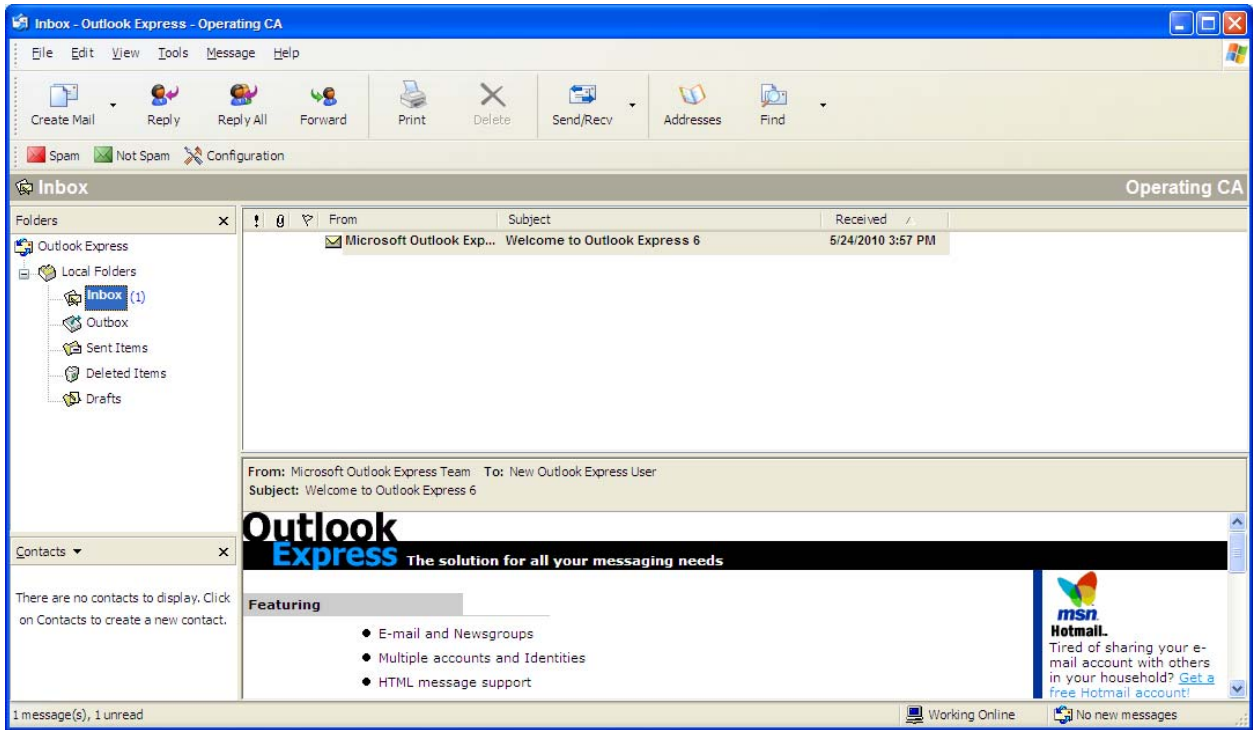 Inbox - Outlook Express - Operating CA
File Edit View Tools Message Help
Create Mail Reply Reply All Forward Print Delete Send/Recv Addresses Find
Spam Not Spam Configuration
Inbox Operating CA
Folders x
! From Subject Received
Outlook Express
Microsoft Outlook Exp... Welcome to Outlook Express 6 5/24/2010 3:57 PM
Local Folders
Inbox (1)
Outbox
Sent Items
Deleted Items
Drafts
From: Microsoft Outlook Express Team To: New Outlook Express User
Subject: Welcome to Outlook Express 6
Outlook
Express The solution for all your messaging needs
Contacts x
There are no contacts to display. Click
on Contacts to create a new contact.
Featuring
E-mail and Newsgroups
Multiple accounts and Identities
HTML message support
msn.
Hotmail.
Tired of sharing your e-
mail account with others
in your household? Get a
free Hotmail account!
1 message(s), 1 unread Working Online No new messages